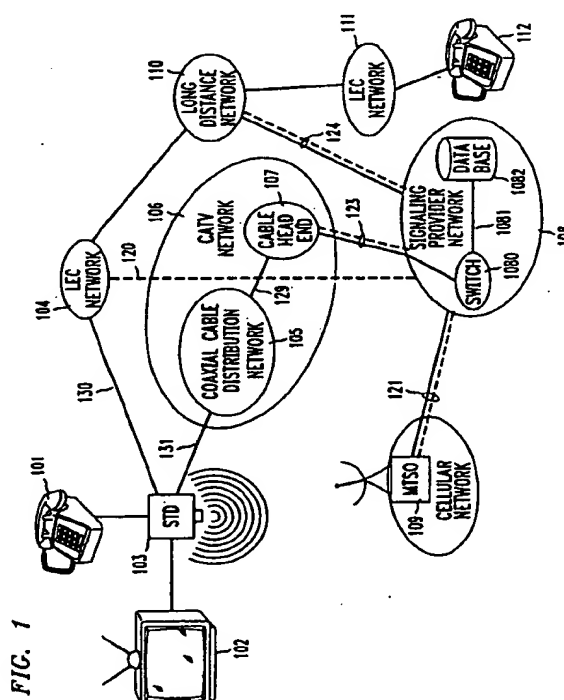 FIG. 1
101
102
103
STD
130
131
104
LEC
NETWORK
120
106
CATV
NETWORK
CABLE
HEAD
END
107
129
COAXIAL CABLE
DISTRIBUTION
NETWORK
105
110
LONG
DISTANCE
NETWORK
111
LEC
NETWORK
112
124
123
SIGNALING
PROVIDER
NETWORK
DATA
BASE
1082
1081
SWITCH
1080
108
121
MTSO
109
CELLULAR
NETWORK